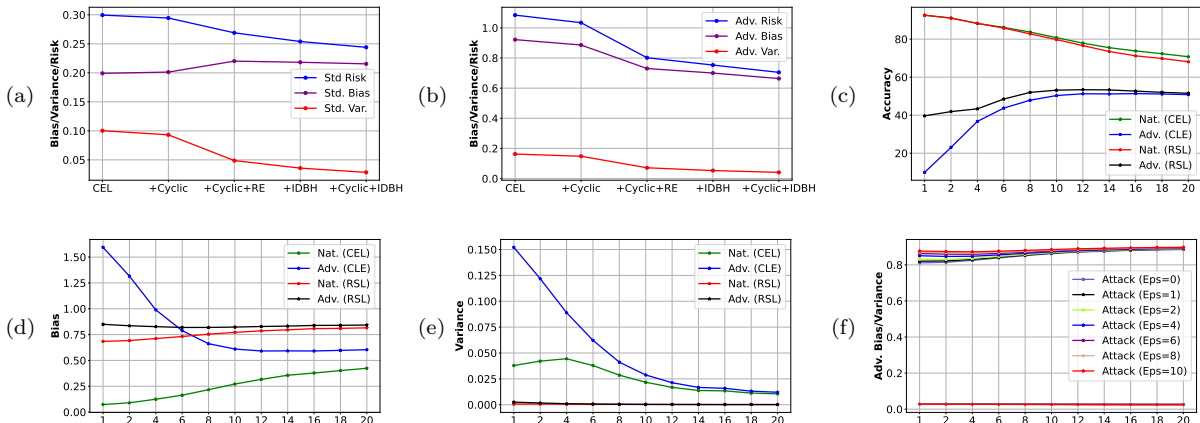 (a)
Bias/Variance/Risk
0.30
0.25
0.20
0.15
0.10
0.05
Std Risk
Std. Bias
Std. Var.
CEL +Cyclic +Cyclic+RE +IDBH +Cyclic+IDBH
(b)
Bias/Variance/Risk
1.0
0.8
0.6
0.4
0.2
0.0
Adv. Risk
Adv. Bias
Adv. Var.
CEL +Cyclic +Cyclic+RE +IDBH +Cyclic+IDBH
(c)
Accuracy
80
60
40
20
Nat. (CEL)
Adv. (CLE)
Nat. (RSL)
Adv. (RSL)
1 2 4 6 8 10 12 14 16 18 20
(d)
Bias
1.50
1.25
1.00
0.75
0.50
0.25
0.00
Nat. (CEL)
Adv. (CLE)
Nat. (RSL)
Adv. (RSL)
1 2 4 6 8 10 12 14 16 18 20
(e)
Variance
0.150
0.125
0.100
0.075
0.050
0.025
0.000
Nat. (CEL)
Adv. (CLE)
Nat. (RSL)
Adv. (RSL)
1 2 4 6 8 10 12 14 16 18 20
(f)
Adv. Bias/Variance
0.8
0.6
0.4
0.2
0.0
Attack (Eps=0)
Attack (Eps=1)
Attack (Eps=2)
Attack (Eps=4)
Attack (Eps=6)
Attack (Eps=8)
Attack (Eps=10)
1 2 4 6 8 10 12 14 16 18 20